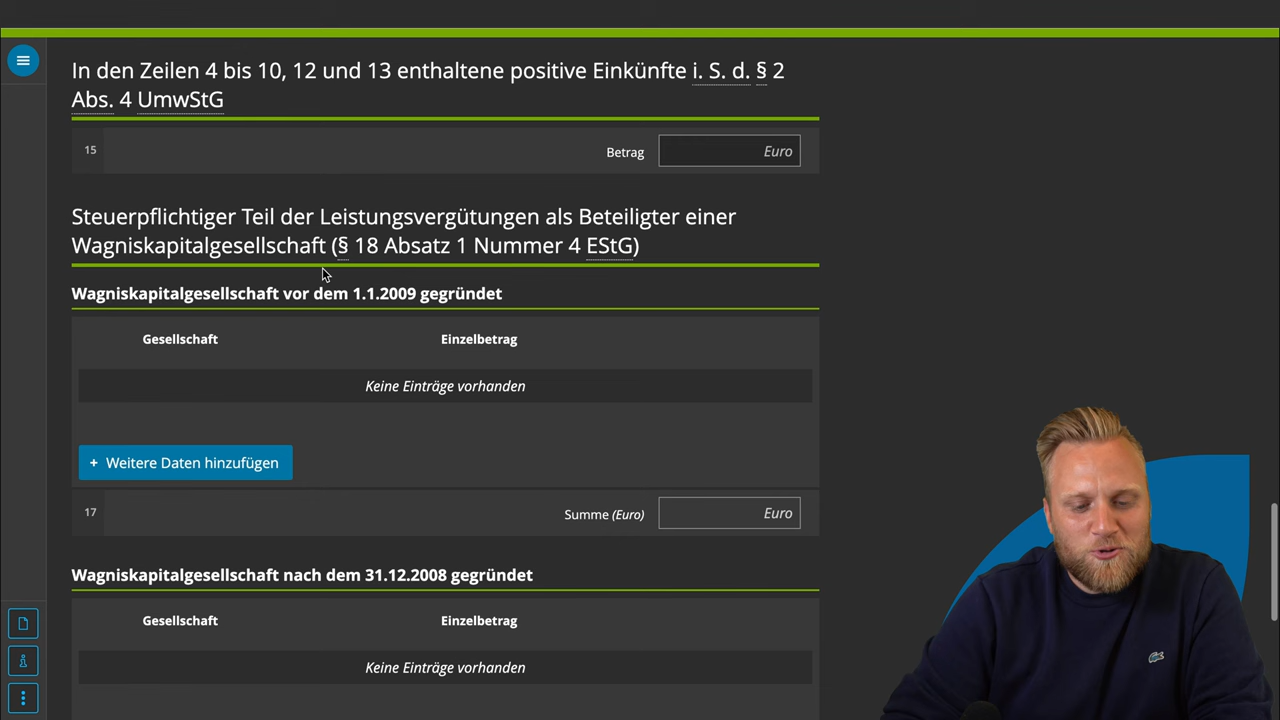 In den Zeilen 4 bis 10, 12 und 13 enthaltene positive Einkünfte i. S. d. § 2
Abs. 4 UmwStG
15 Betrag Euro
Steuerpflichtiger Teil der Leistungsvergütungen als Beteiligter einer
Wagniskapitalgesellschaft (§ 18 Absatz 1 Nummer 4 EStG)
Wagniskapitalgesellschaft vor dem 1.1.2009 gegründet
Gesellschaft Einzelbetrag
Keine Einträge vorhanden
+ Weitere Daten hinzufügen
17 Summe (Euro) Euro
Wagniskapitalgesellschaft nach dem 31.12.2008 gegründet
Gesellschaft Einzelbetrag
Keine Einträge vorhanden